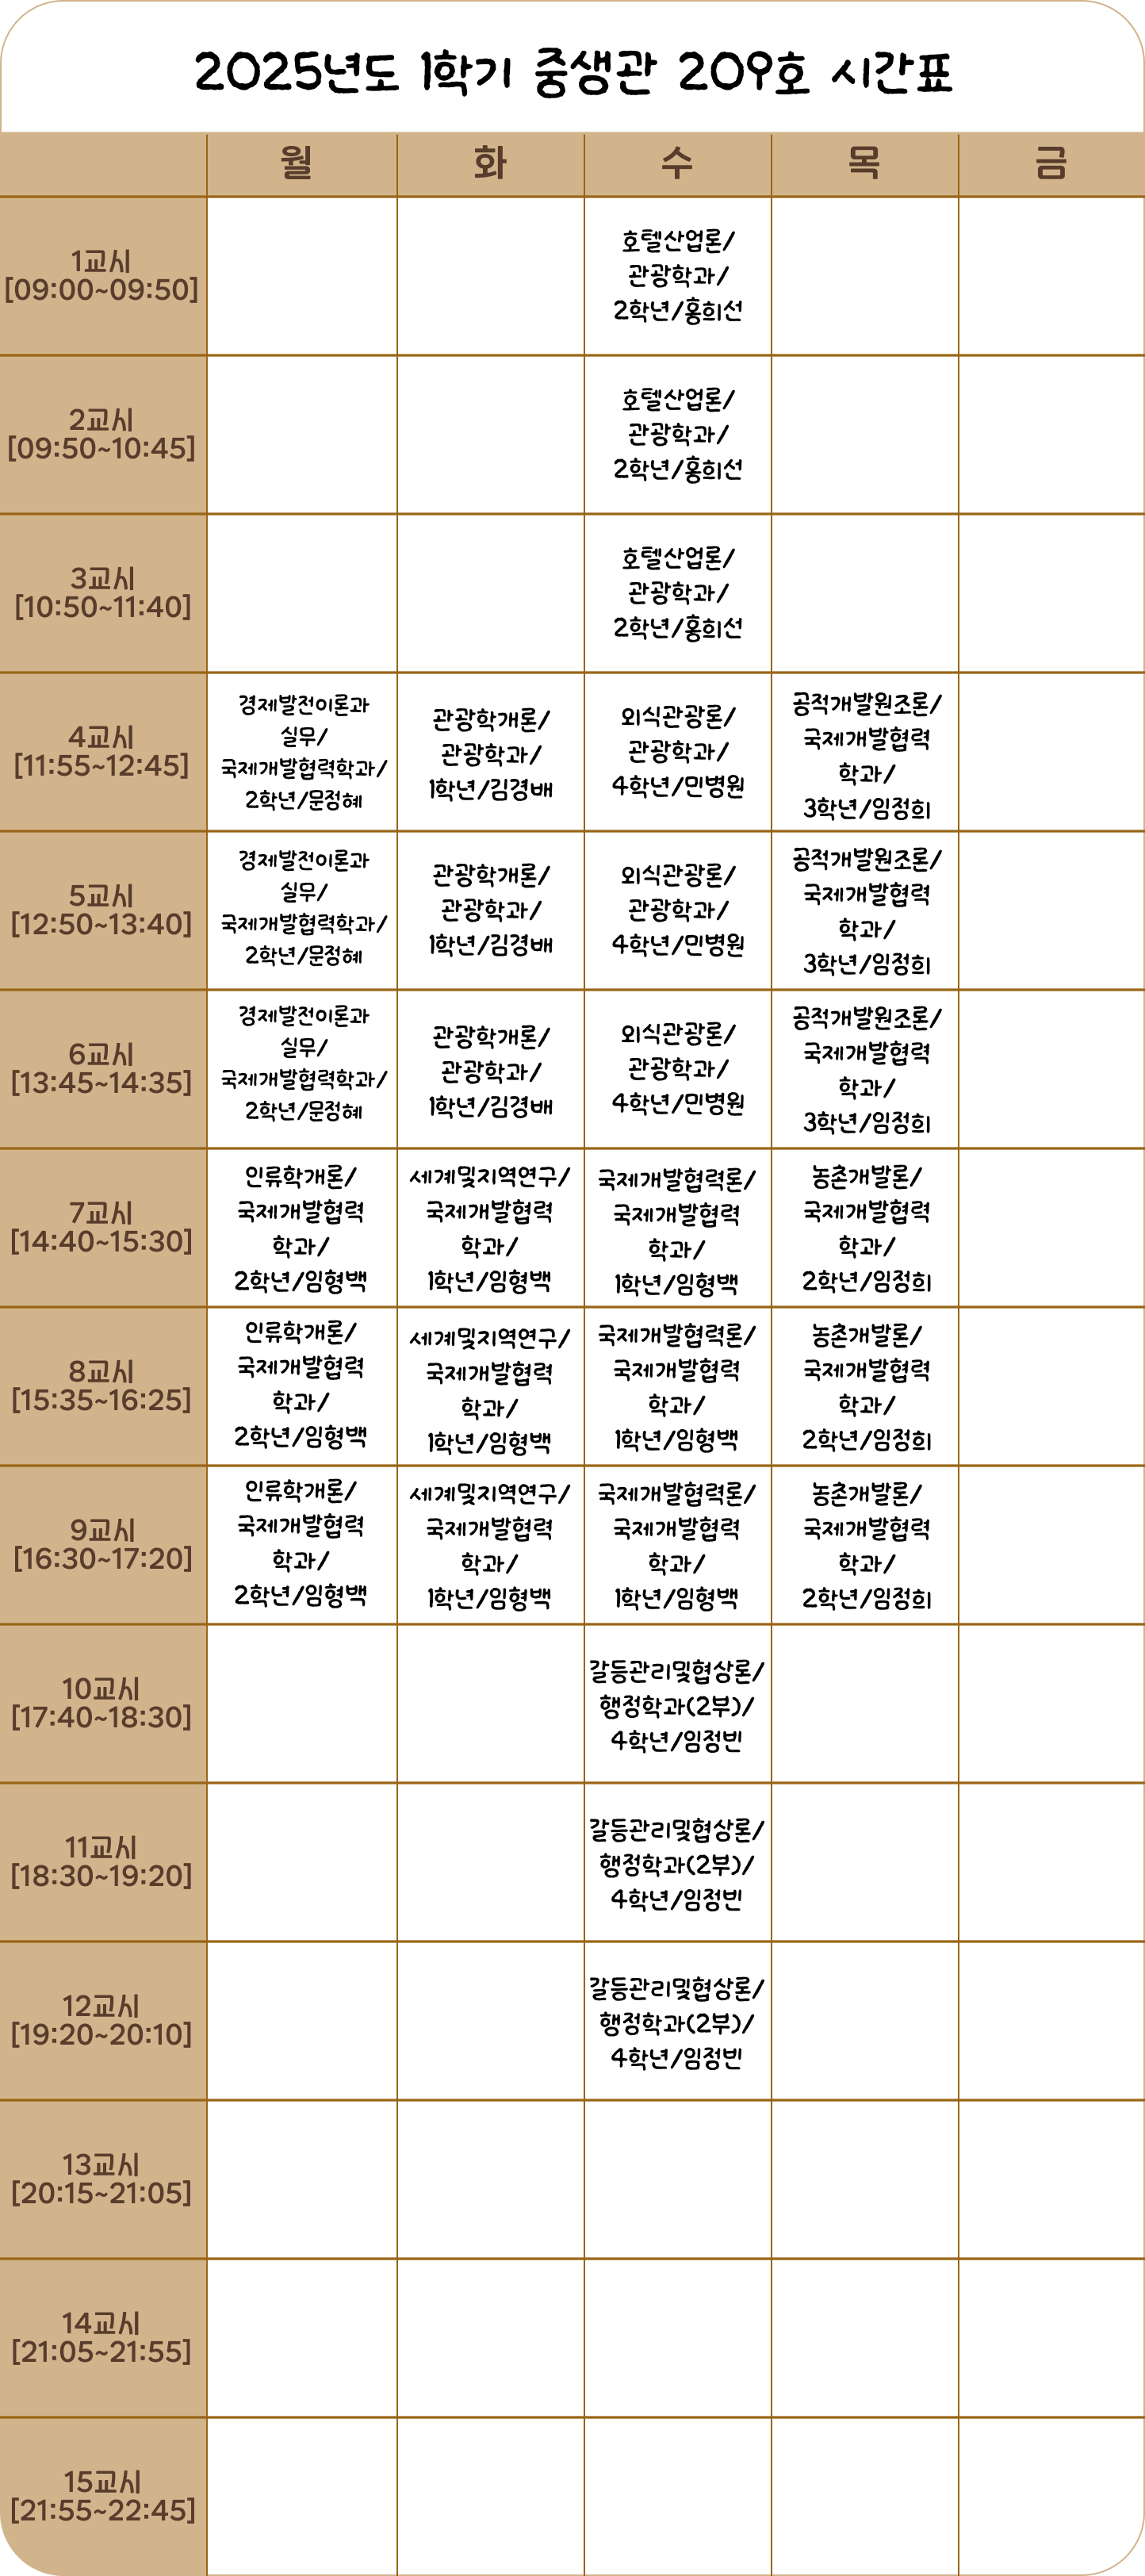 2025년도 1학기 중생관 209호 시간표
월 화 수 목 금
1교시
[09:00~09:50]
호텔산업론/
관광학과/
2학년/홍희선
2교시
[09:50~10:45]
호텔산업론/
관광학과/
2학년/홍희선
3교시
[10:50~11:40]
호텔산업론/
관광학과/
2학년/홍희선
4교시
[11:55~12:45]
경제발전이론과
실무/
국제개발협력학과/
2학년/문정혜
관광학개론/
관광학과/
1학년/김경배
외식관광론/
관광학과/
4학년/민병원
공적개발원조론/
국제개발협력
학과/
3학년/임정희
5교시
[12:50~13:40]
경제발전이론과
실무/
국제개발협력학과/
2학년/문정혜
관광학개론/
관광학과/
1학년/김경배
외식관광론/
관광학과/
4학년/민병원
공적개발원조론/
국제개발협력
학과/
3학년/임정희
6교시
[13:45~14:35]
경제발전이론과
실무/
국제개발협력학과/
2학년/문정혜
관광학개론/
관광학과/
1학년/김경배
외식관광론/
관광학과/
4학년/민병원
공적개발원조론/
국제개발협력
학과/
3학년/임정희
7교시
[14:40~15:30]
인류학개론/
국제개발협력
학과/
2학년/임형백
세계및지역연구/
국제개발협력
학과/
1학년/임형백
국제개발협력론/
국제개발협력
학과/
1학년/임형백
농촌개발론/
국제개발협력
학과/
2학년/임정희
8교시
[15:35~16:25]
인류학개론/
국제개발협력
학과/
2학년/임형백
세계및지역연구/
국제개발협력
학과/
1학년/임형백
국제개발협력론/
국제개발협력
학과/
1학년/임형백
농촌개발론/
국제개발협력
학과/
2학년/임정희
9교시
[16:30~17:20]
인류학개론/
국제개발협력
학과/
2학년/임형백
세계및지역연구/
국제개발협력
학과/
1학년/임형백
국제개발협력론/
국제개발협력
학과/
1학년/임형백
농촌개발론/
국제개발협력
학과/
2학년/임정희
10교시
[17:40~18:30]
갈등관리및협상론/
행정학과(2부)/
4학년/임정빈
11교시
[18:30~19:20]
갈등관리및협상론/
행정학과(2부)/
4학년/임정빈
12교시
[19:20~20:10]
갈등관리및협상론/
행정학과(2부)/
4학년/임정빈
13교시
[20:15~21:05]
14교시
[21:05~21:55]
15교시
[21:55~22:45]